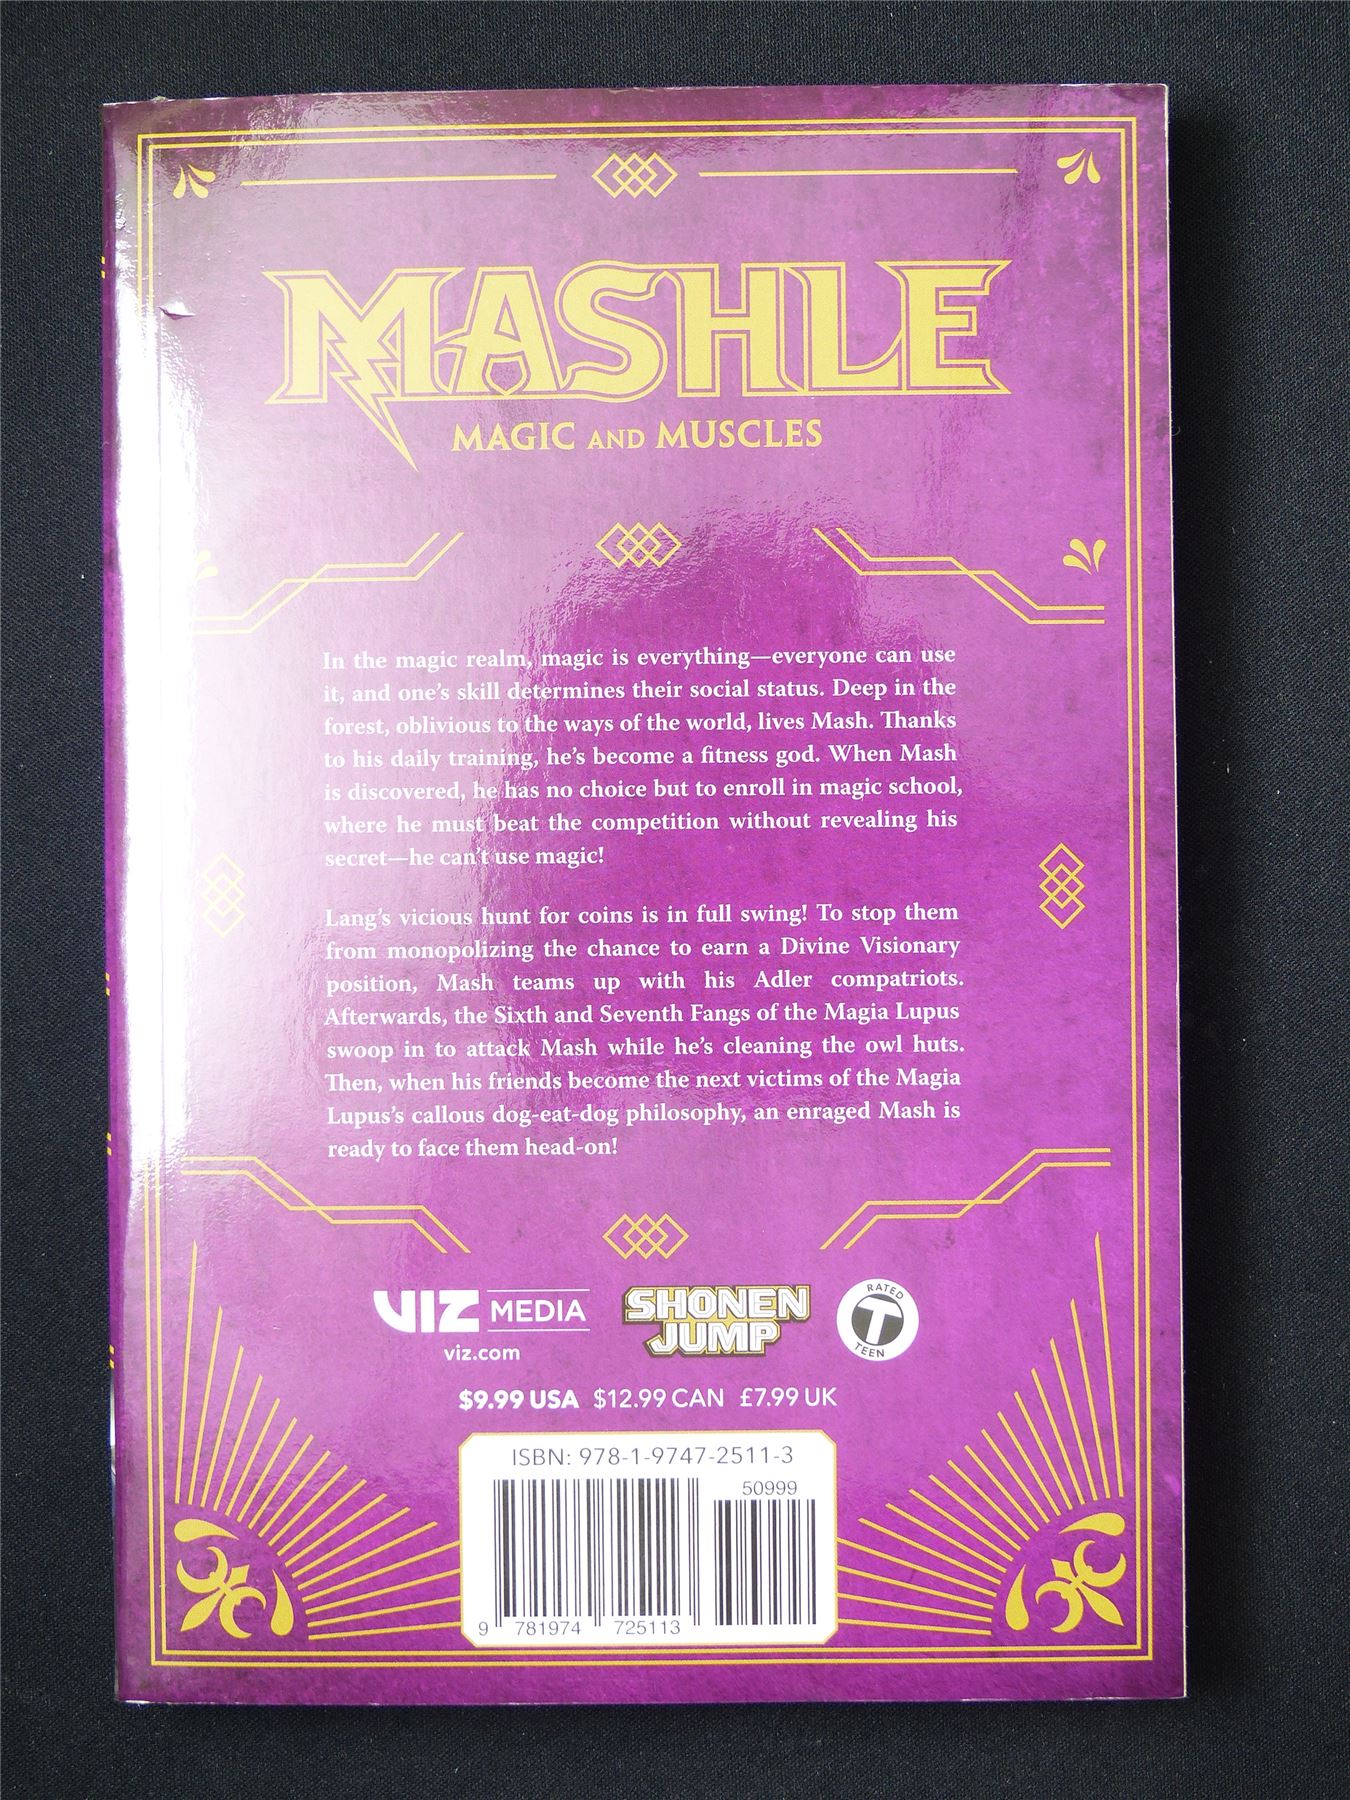 MASHLE
MAGIC AND MUSCLES
In the magic realm, magic is everything—everyone can use
it, and one's skill determines their social status. Deep in the
forest, oblivious to the ways of the world, lives Mash. Thanks
to his daily training, he's become a fitness god. When Mash
is discovered, he has no choice but to enroll in magic school,
where he must beat the competition without revealing his
secret—he can't use magic!
Lang's vicious hunt for coins is in full swing! To stop them
from monopolizing the chance to earn a Divine Visionary
position, Mash teams up with his Adler compatriots.
Afterwards, the Sixth and Seventh Fangs of the Magia Lupus
swoop in to attack Mash while he's cleaning the owl huts.
Then, when his friends become the next victims of the Magia
Lupus's callous dog-eat-dog philosophy, an enraged Mash is
ready to face them head-on!
VIZ MEDIA
viz.com
SHONEN
JUMP
RATED
T
TEEN
$9.99 USA $12.99 CAN £7.99 UK
ISBN: 978-1-9747-2511-3
50999
9 781974 725113